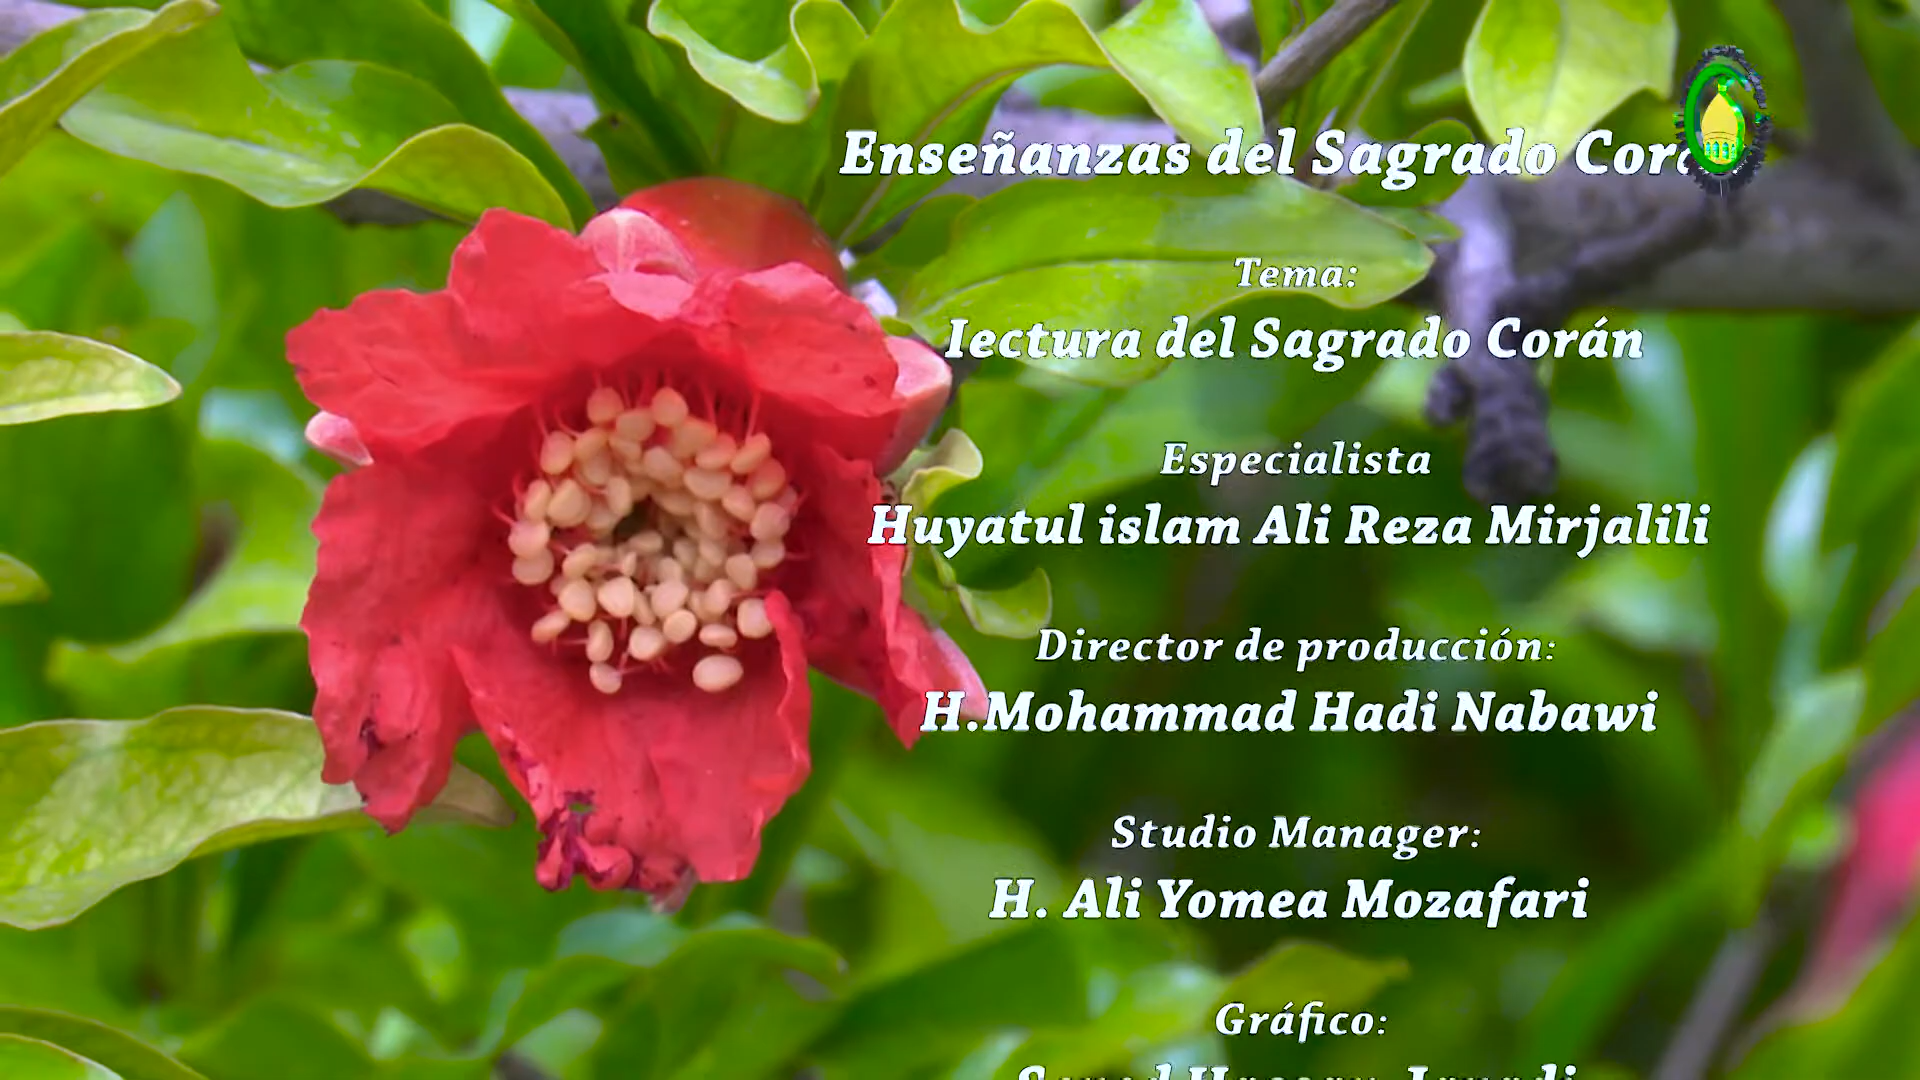 Enseñanzas del Sagrado Cor
Tema:
lectura del Sagrado Corán
Especialista
Huyatul islam Ali Reza Mirjalili
Director de producción:
H.Mohammad Hadi Nabawi
Studio Manager:
H. Ali Yomea Mozafari
Gráfico: